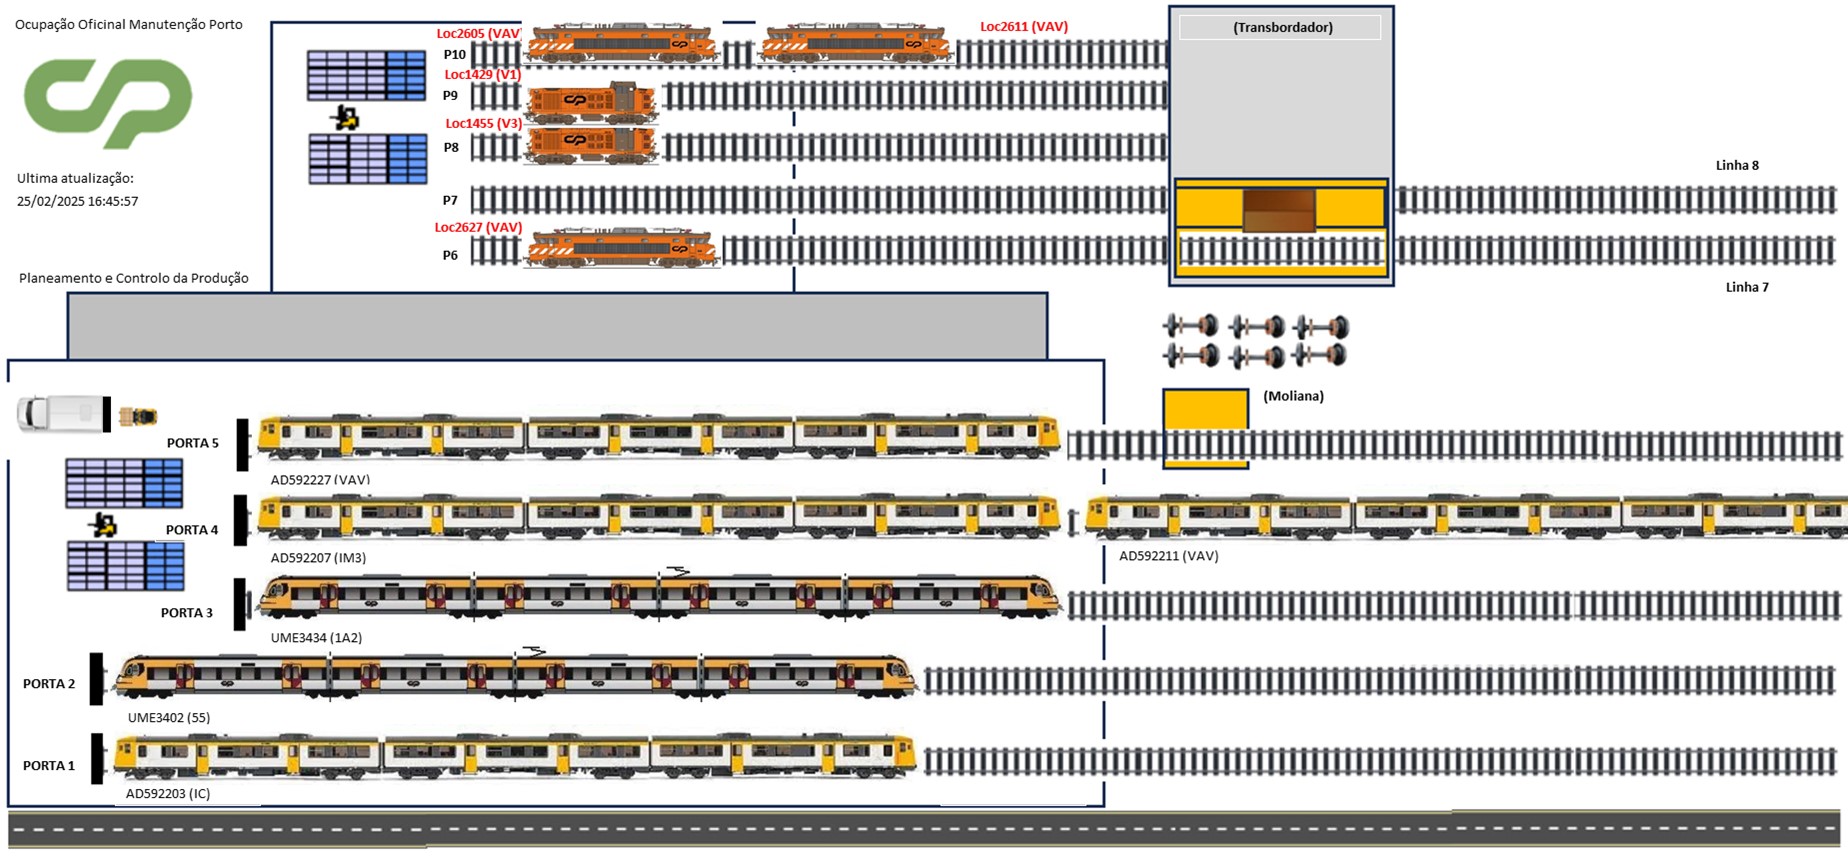 Ocupação Oficinal Manutenção Porto
CP
Ultima atualização:
25/02/2025 16:45:57
Planeamento e Controlo da Produção
Loc2605 (VAV)
Loc2611 (VAV)
P10
Loc1429 (V1)
P9
Loc1455 (V3)
P8
P7
Loc2627 (VAV)
P6
(Transbordador)
Linha 8
Linha 7
(Moliana)
PORTA 5
AD592227 (VAV)
PORTA 4
AD592207 (IM3)
AD592211 (VAV)
PORTA 3
UME3434 (1A2)
PORTA 2
UME3402 (55)
PORTA 1
AD592203 (IC)